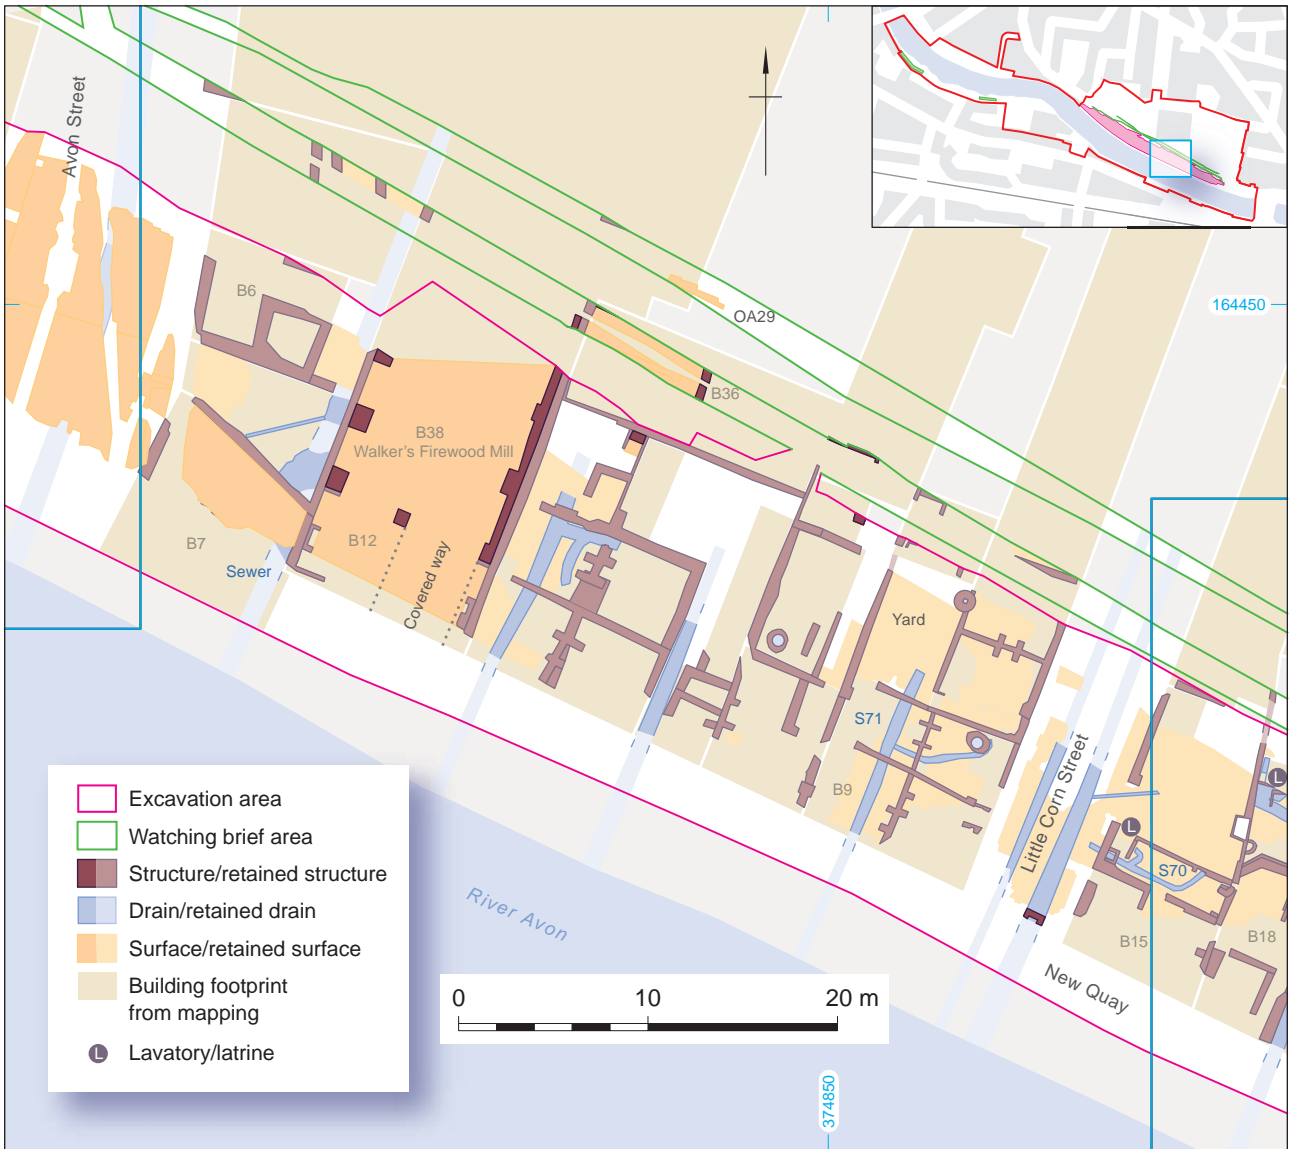 Avon Street
164450
B6
OA29
B36
B38
Walker's Firewood Mill
B12
B7
Sewer
Covered way
Yard
S71
B9
Little Corn Street
L
L
S70
B15
B18
New Quay
River Avon
Excavation area
Watching brief area
Structure/retained structure
Drain/retained drain
Surface/retained surface
Building footprint
from mapping
L Lavatory/latrine
0 10 20 m
374850